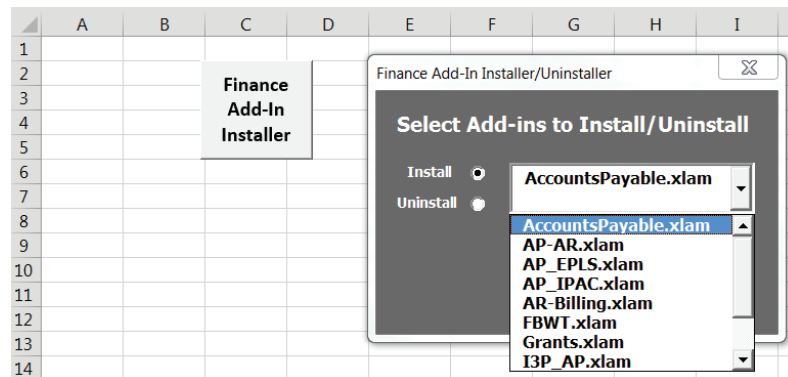 A B C D E F G H I
1
2
3
4
5
6
7
8
9
10
11
12
13
14
Finance
Add-In
Installer
Finance Add-In Installer/Uninstaller
Select Add-ins to Install/Uninstall
Install
Uninstall
AccountsPayable.xlam
AccountsPayable.xlam
AP-AR.xlam
AP_EPLS.xlam
AP_IPAC.xlam
AR-Billing.xlam
FBWT.xlam
Grants.xlam
I3P_AP.xlam